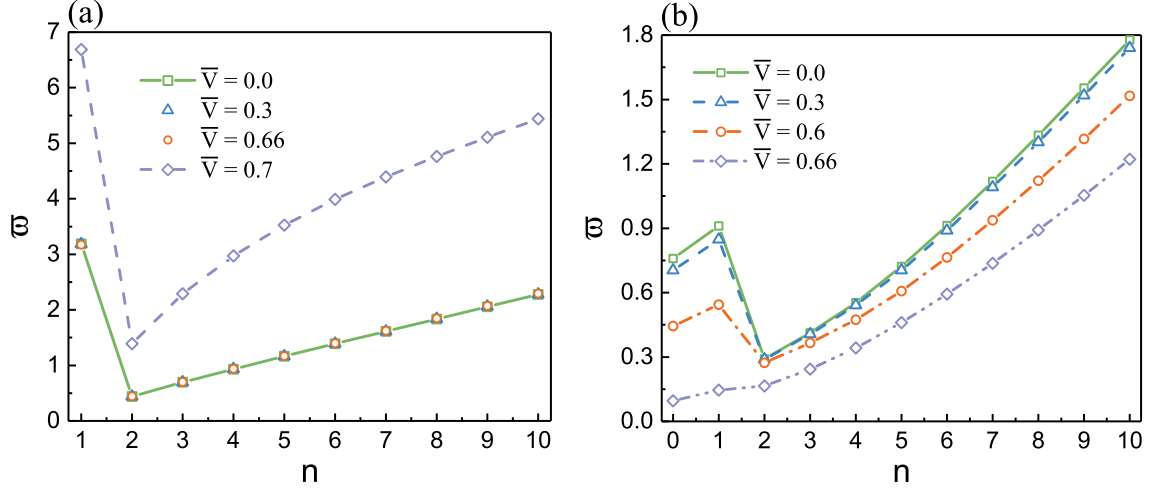 (a)
7
6
5
4
3
2
1
0
ϖ
V̅ = 0.0
V̅ = 0.3
V̅ = 0.66
V̅ = 0.7
1 2 3 4 5 6 7 8 9 10
n
(b)
1.8
1.5
1.2
0.9
0.6
0.3
0.0
ϖ
V̅ = 0.0
V̅ = 0.3
V̅ = 0.6
V̅ = 0.66
0 1 2 3 4 5 6 7 8 9 10
n